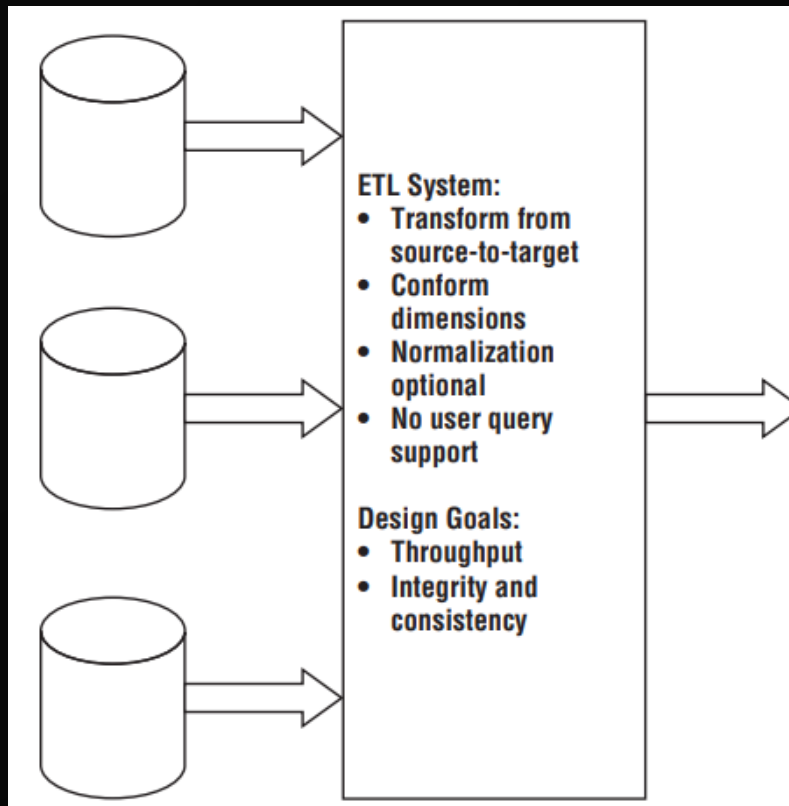 ETL System:
• Transform from
source-to-target
• Conform
dimensions
• Normalization
optional
• No user query
support
Design Goals:
• Throughput
• Integrity and
consistency